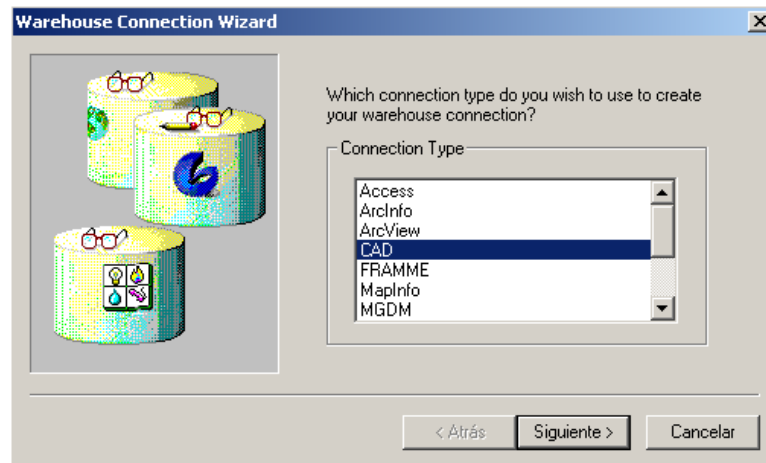 Warehouse Connection Wizard
Which connection type do you wish to use to create
your warehouse connection?
Connection Type
Access
ArcInfo
ArcView
CAD
FRAMME
MapInfo
MGDM
< Atrás
Siguiente >
Cancelar